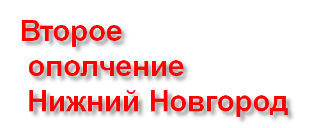 Второе
ополчение
Нижний Новгород